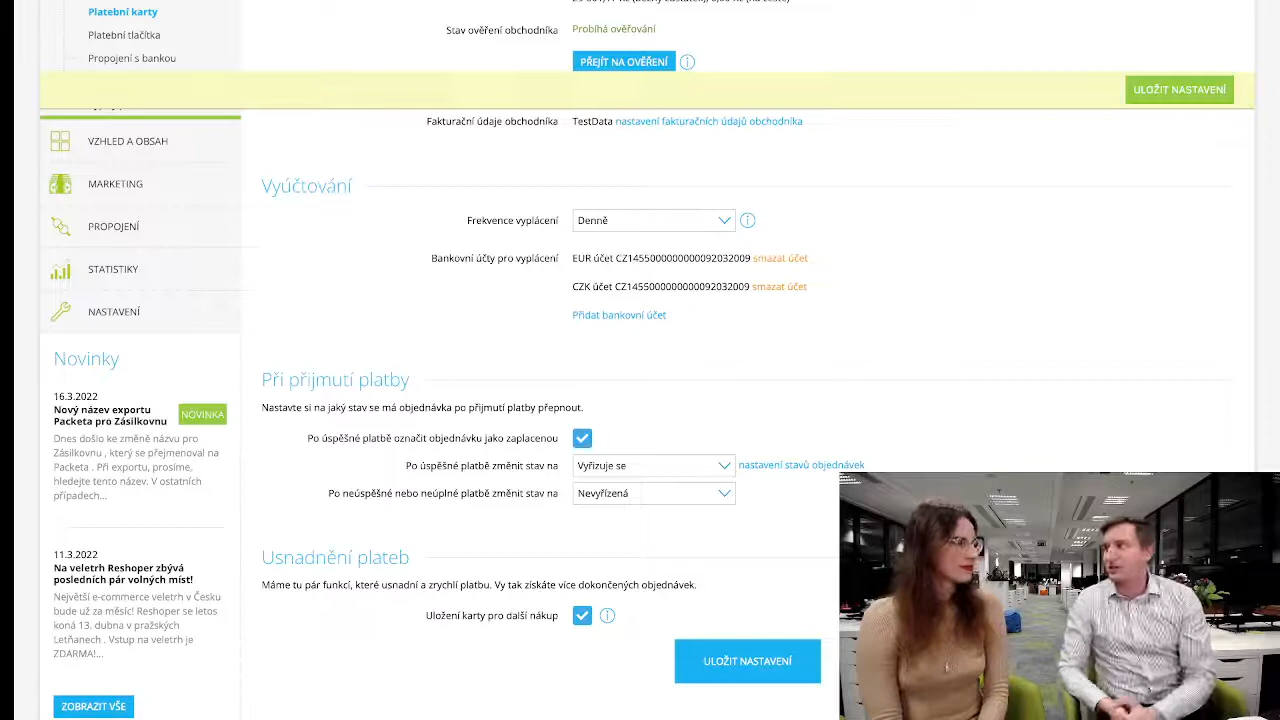 Platební karty
Platební tlačítka
Propojení s bankou
Stav ověření obchodníka
Probíhá ověřování
PŘEJÍT NA OVĚŘENÍ
ULOŽIT NASTAVENÍ
Fakturační údaje obchodníka
TestData nastavení fakturačních údajů obchodníka
VZHLED A OBSAH
MARKETING
PROPOJENÍ
STATISTIKY
NASTAVENÍ
Vyúčtování
Frekvence vyplácení
Denně
Bankovní účty pro vyplácení
EUR účet CZ1455000000000092032009 smazat účet
CZK účet CZ1455000000000092032009 smazat účet
Přidat bankovní účet
Novinky
16.3.2022
Nový název exportu
Packeta pro Zásilkovnu
NOVINKA
Dnes došlo ke změně názvu pro
Zásilkovnu , který se přejmenoval na
Packeta . Při exportu, prosíme,
hledejte tento název. V ostatních
případech...
11.3.2022
Na veletrh Reshoper zbývá
posledních pár volných míst!
Největší e-commerce veletrh v Česku
bude už za měsíc! Reshoper se letos
koná 13. dubna v pražských
Letňanech . Vstup na veletrh je
ZDARMA!...
ZOBRAZIT VŠE
Při přijmutí platby
Nastavte si na jaký stav se má objednávka po přijmutí platby přepnout.
Po úspěšné platbě označit objednávku jako zaplacenou
Po úspěšné platbě změnit stav na
Vyřizuje se
nastavení stavů objednávek
Po neúspěšné nebo neúplné platbě změnit stav na
Nevyřízená
Usnadnění plateb
Máme tu pár funkcí, které usnadní a zrychlí platbu. Vy tak získáte více dokončených objednávek.
Uložení karty pro další nákup
ULOŽIT NASTAVENÍ